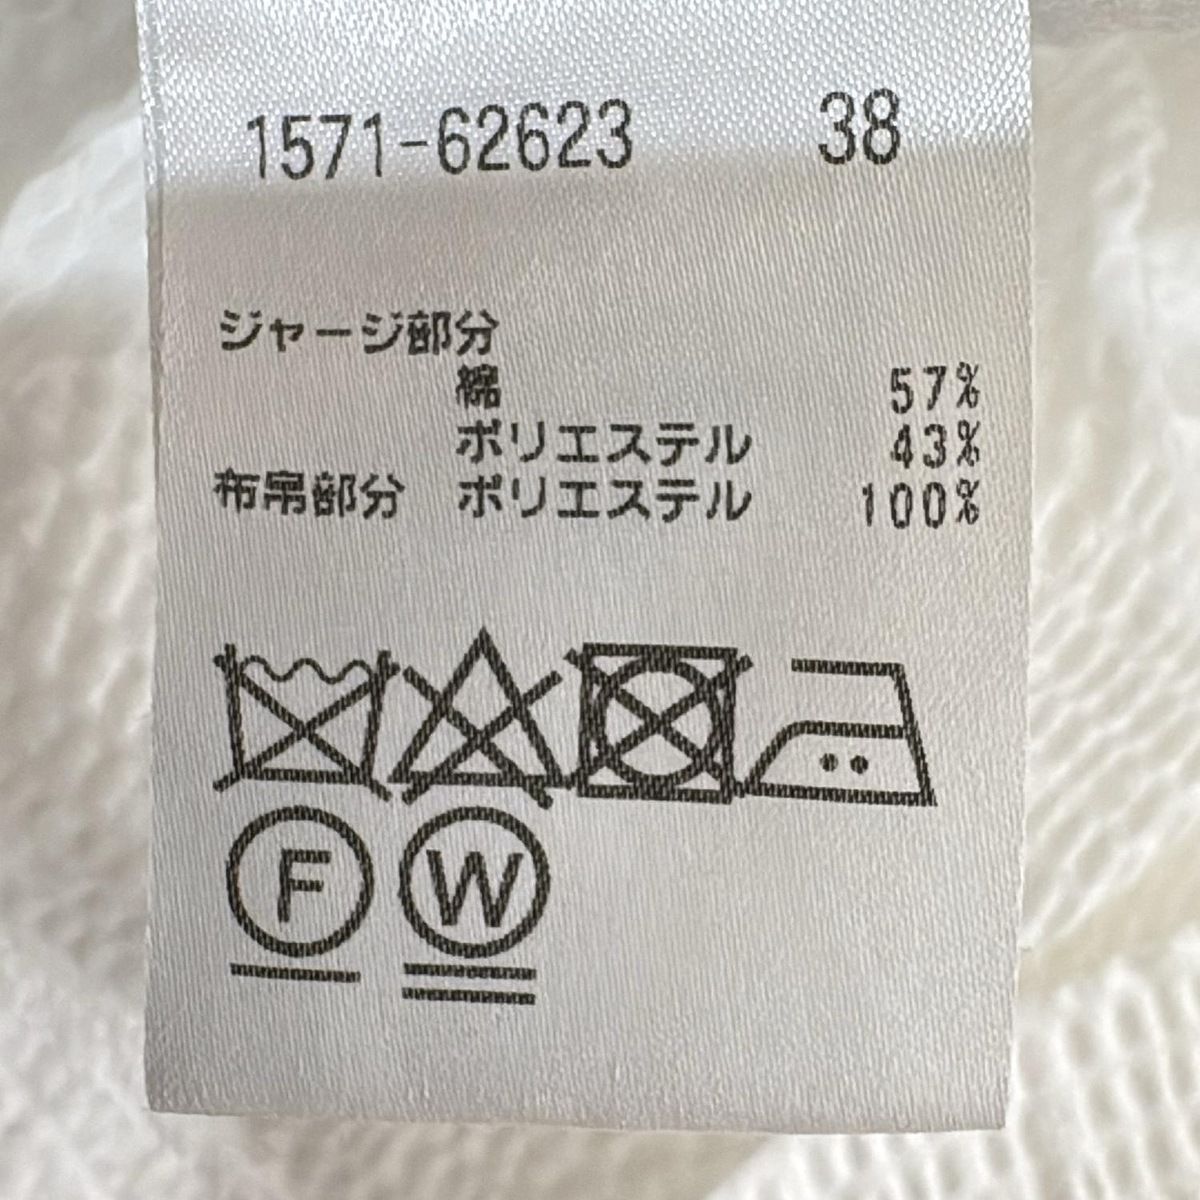 1571-62623 38
ジャージ部分
綿 57%
ポリエステル 43%
布帛部分 ポリエステル 100%
F W